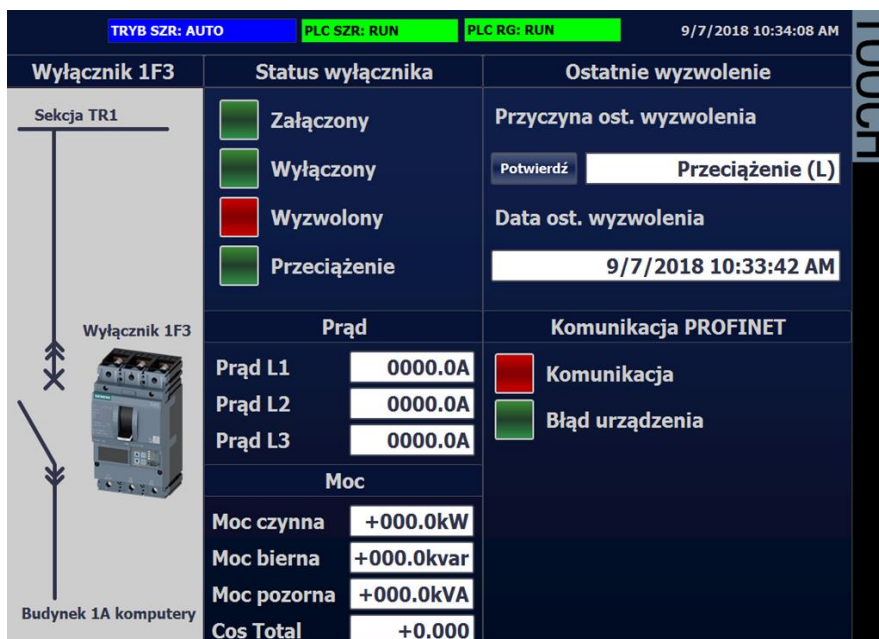 TRYB SZR: AUTO
PLC SZR: RUN
PLC RG: RUN
9/7/2018 10:34:08 AM
TOUCH
Wyłącznik 1F3
Status wyłącznika
Ostatnie wyzwolenie
Sekcja TR1
Załączony
Wyłączony
Wyzwolony
Przeciążenie
Przyczyna ost. wyzwolenia
Potwierdź
Przeciążenie (L)
Data ost. wyzwolenia
9/7/2018 10:33:42 AM
Wyłącznik 1F3
Budynek 1A komputery
Prąd
Prąd L1 0000.0A
Prąd L2 0000.0A
Prąd L3 0000.0A
Moc
Moc czynna +000.0kW
Moc bierna +000.0kvar
Moc pozorna +000.0kVA
Cos Total +0.000
Komunikacja PROFINET
Komunikacja
Błąd urządzenia